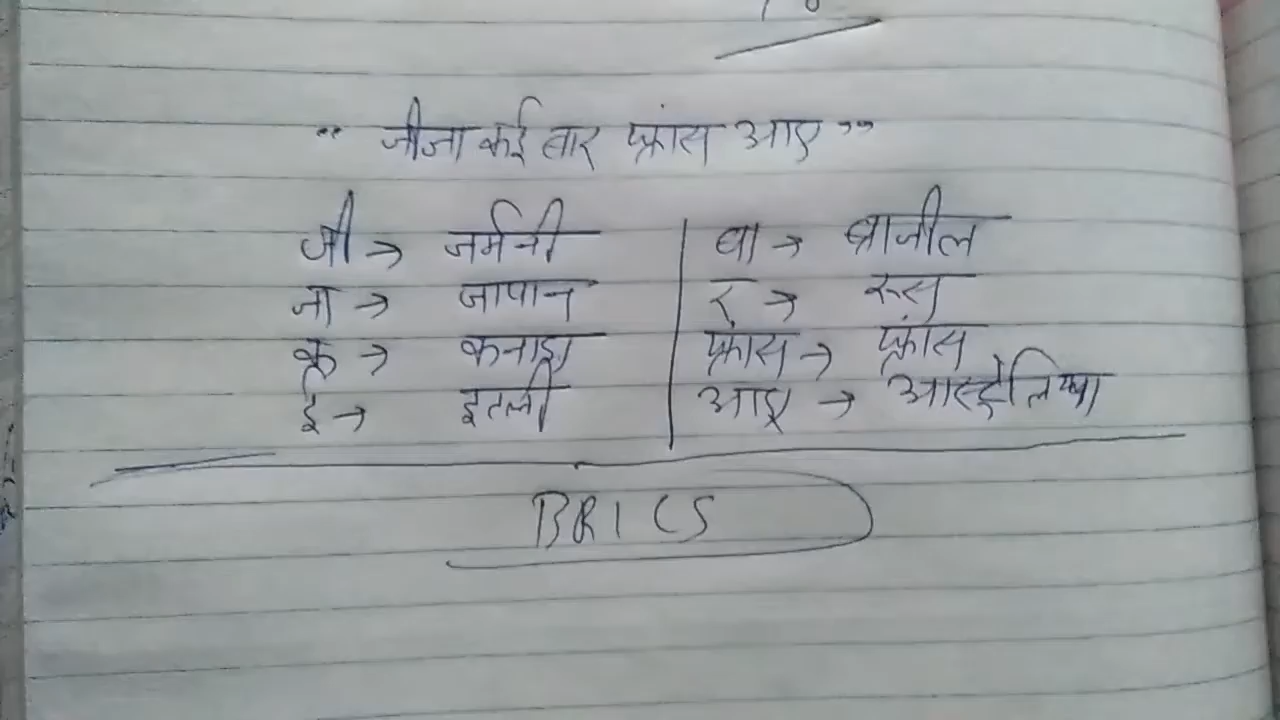 “ जीजा कई बार फ्रांस आए ”
जी → जर्मनी
जा → जापान
क → कनाडा
ई → इटली
बा → ब्राजील
र → रूस
फ्रांस → फ्रांस
आए → आस्ट्रेलिया
BRICS